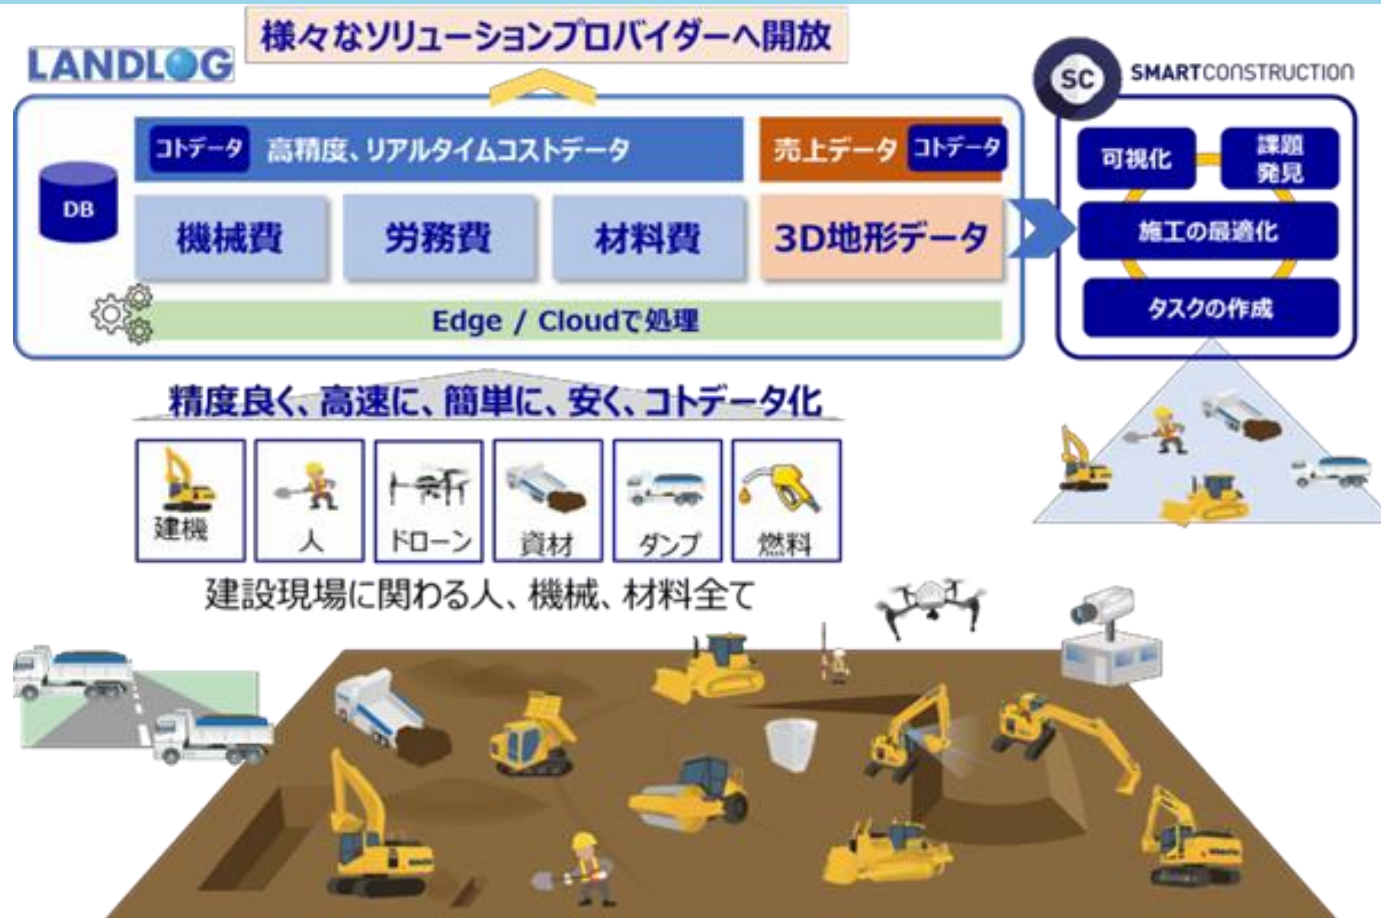 様々なソリューションプロバイダーへ開放
LANDLOG
SC SMARTCONSTRUCTION
コトデータ 高精度、リアルタイムコストデータ
売上データ コトデータ
DB
機械費
労務費
材料費
3D地形データ
Edge / Cloudで処理
可視化
課題
発見
施工の最適化
タスクの作成
精度良く、高速に、簡単に、安く、コトデータ化
建機
人
ドローン
資材
ダンプ
燃料
建設現場に関わる人、機械、材料全て